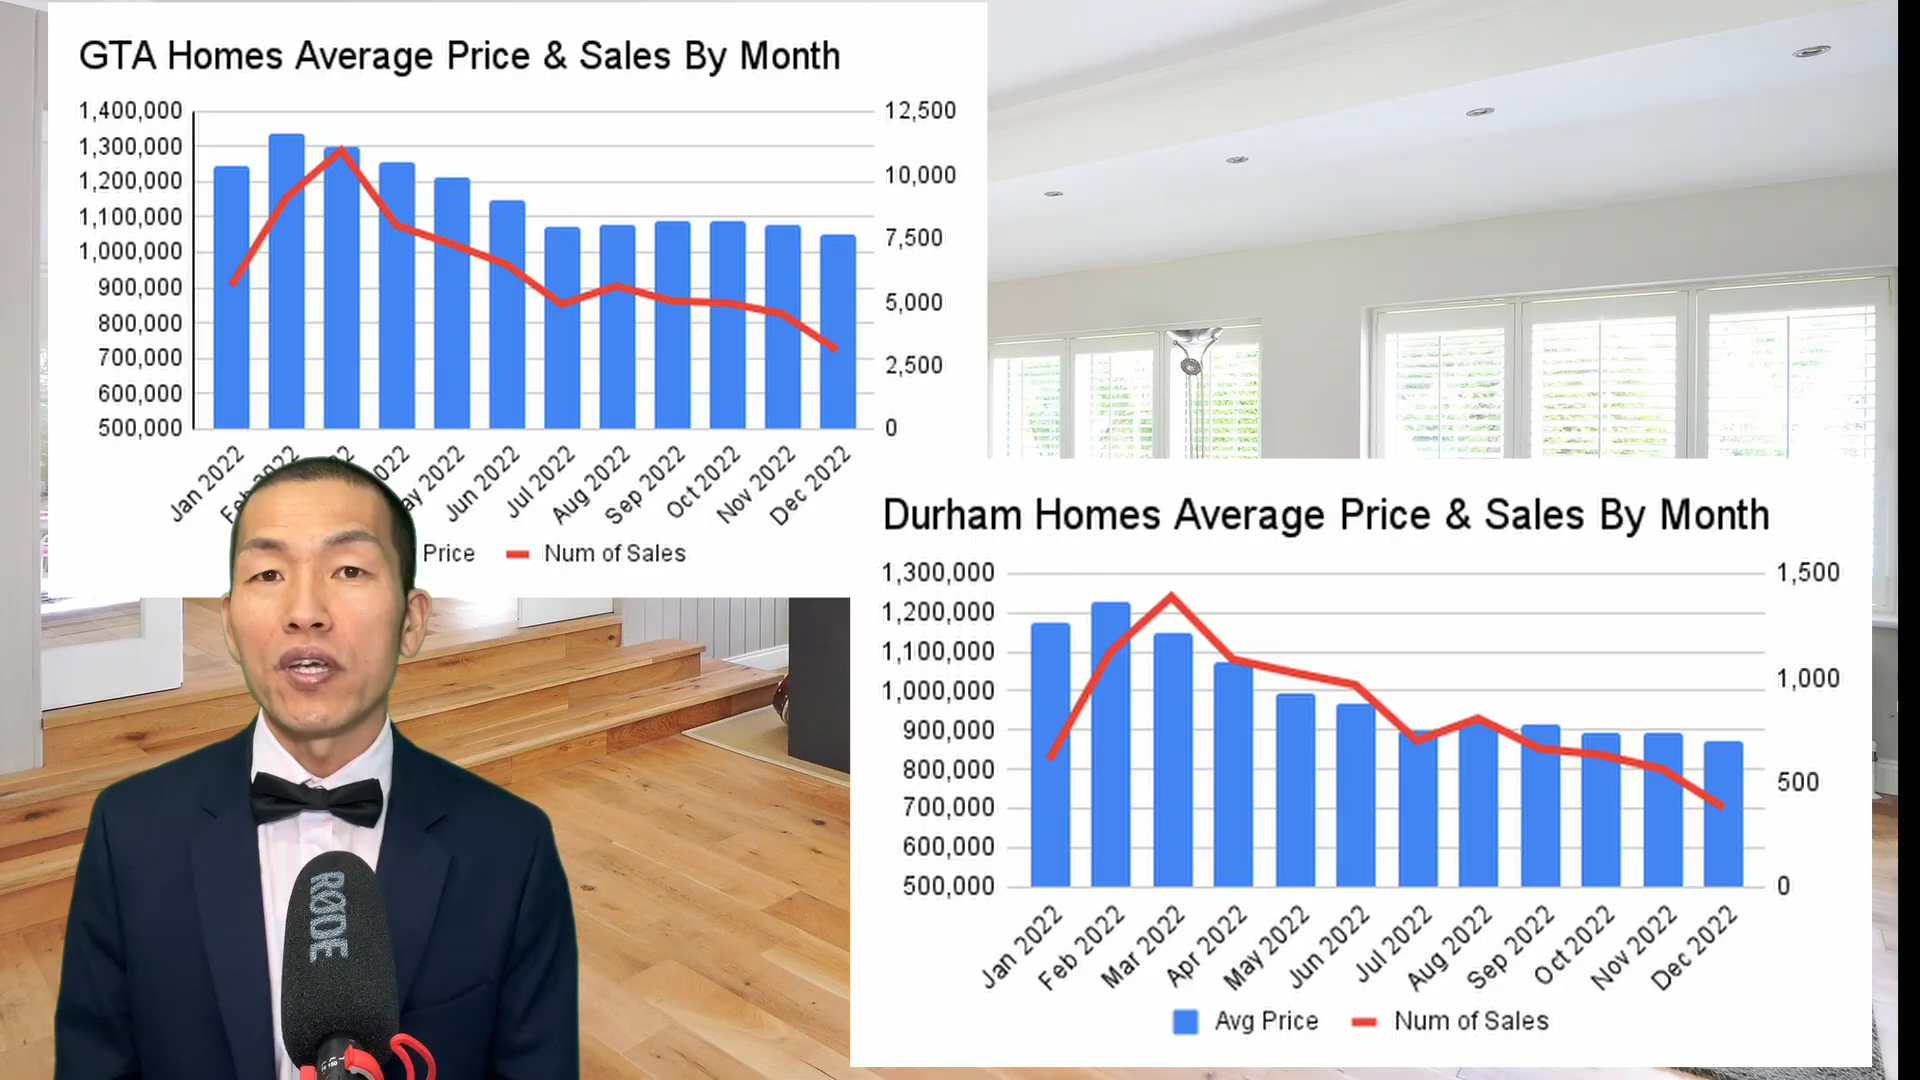 GTA Homes Average Price & Sales By Month
1,400,000
1,300,000
1,200,000
1,100,000
1,000,000
900,000
800,000
700,000
600,000
500,000
12,500
10,000
7,500
5,000
2,500
0
Jan 2022
Feb 2022
2022
2022
ay 2022
Jun 2022
Jul 2022
Aug 2022
Sep 2022
Oct 2022
Nov 2022
Dec 2022
Price
Num of Sales
Durham Homes Average Price & Sales By Month
1,300,000
1,200,000
1,100,000
1,000,000
900,000
800,000
700,000
600,000
500,000
1,500
1,000
500
0
Jan 2022
Feb 2022
Mar 2022
Apr 2022
May 2022
Jun 2022
Jul 2022
Aug 2022
Sep 2022
Oct 2022
Nov 2022
Dec 2022
Avg Price
Num of Sales
RØDE